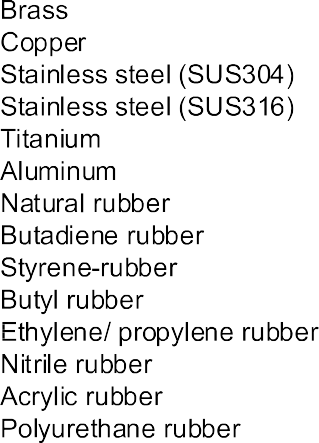 Brass
Copper
Stainless steel (SUS304)
Stainless steel (SUS316)
Titanium
Aluminum
Natural rubber
Butadiene rubber
Styrene-rubber
Butyl rubber
Ethylene/ propylene rubber
Nitrile rubber
Acrylic rubber
Polyurethane rubber